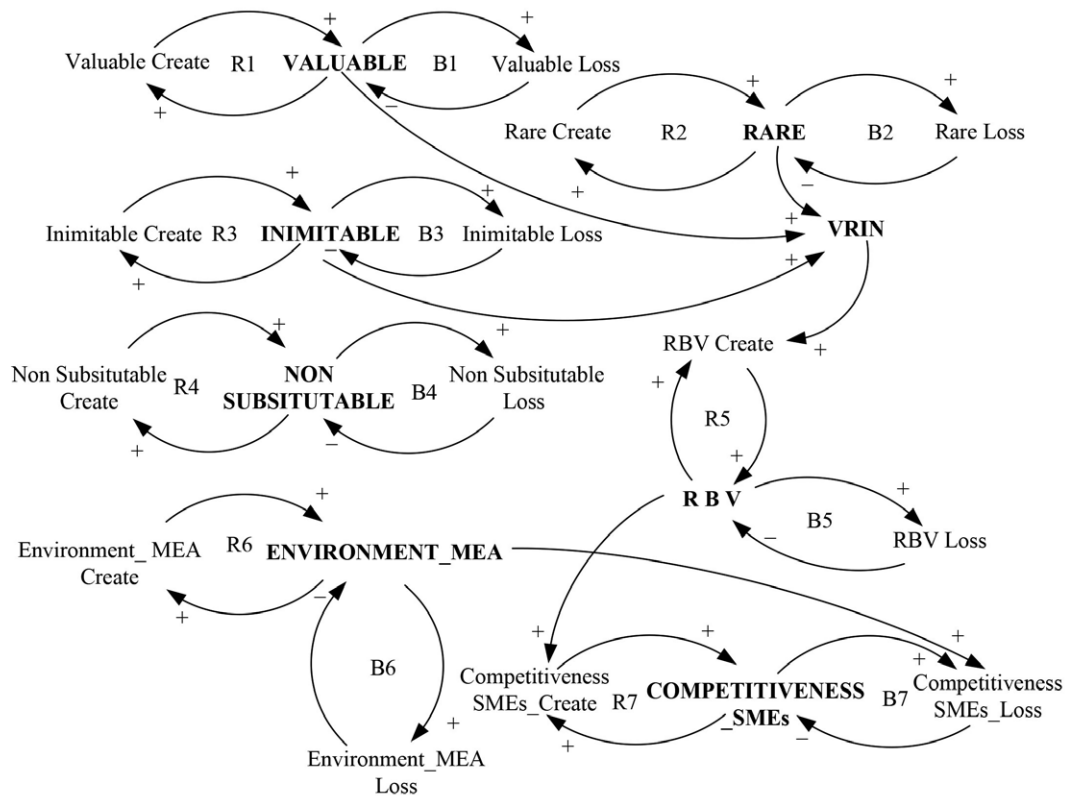 Valuable Create
R1
VALUABLE
B1
Valuable Loss
+
+
+
−
Rare Create
R2
RARE
B2
Rare Loss
+
+
+
−
Inimitable Create
R3
INIMITABLE
B3
Inimitable Loss
+
+
+
−
VRIN
+
+
Non Subsitutable
Create
R4
NON
SUBSITUTABLE
B4
Non Subsitutable
Loss
+
+
+
−
RBV Create
+
+
R5
+
R B V
B5
RBV Loss
+
−
Environment_ MEA
Create
R6
ENVIRONMENT_MEA
+
+
−
B6
+
Environment_MEA
Loss
Competitiveness
SMEs_Create
R7
COMPETITIVENESS
_SMEs
B7
Competitiveness
SMEs_Loss
+
+
+
+
+
−